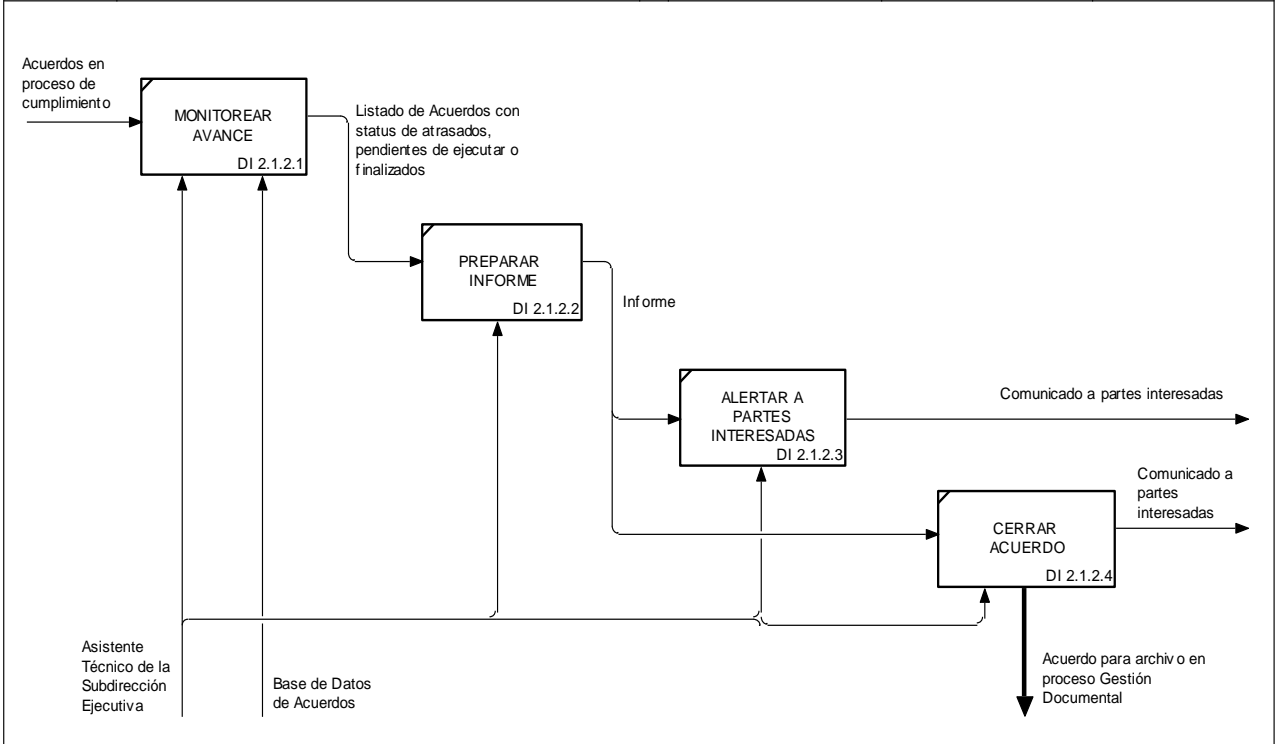 Acuerdos en
proceso de
cumplimiento
MONITOREAR
AVANCE
DI 2.1.2.1
Listado de Acuerdos con
status de atrasados,
pendientes de ejecutar o
finalizados
PREPARAR
INFORME
DI 2.1.2.2
Informe
ALERTAR A
PARTES
INTERESADAS
DI 2.1.2.3
Comunicado a partes interesadas
Comunicado a
partes
interesadas
CERRAR
ACUERDO
DI 2.1.2.4
Asistente
Técnico de la
Subdirección
Ejecutiva
Base de Datos
de Acuerdos
Acuerdo para archivo en
proceso Gestión
Documental